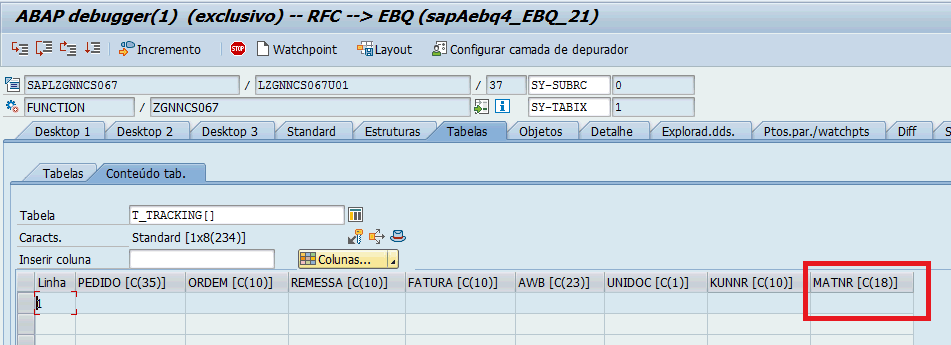 ABAP debugger(1) (exclusivo) -- RFC --> EBQ (sapAebq4_EBQ_21)
Incremento STOP Watchpoint Layout Configurar camada de depurador
SAPLZGNNCS067 / LZGNNCS067U01 / 37 SY-SUBRC 0
FUNCTION / ZGNNCS067 SY-TABIX 1
Desktop 1 Desktop 2 Desktop 3 Standard Estruturas Tabelas Objetos Detalhe Explorad.dds. Ptos.par./watchpts Diff S
Tabelas Conteúdo tab.
Tabela T_TRACKING[]
Caracts. Standard [1x8(234)]
Inserir coluna Colunas...
Linha PEDIDO [C(35)] ORDEM [C(10)] REMESSA [C(10)] FATURA [C(10)] AWB [C(23)] UNIDOC [C(1)] KUNNR [C(10)] MATNR [C(18)]
1